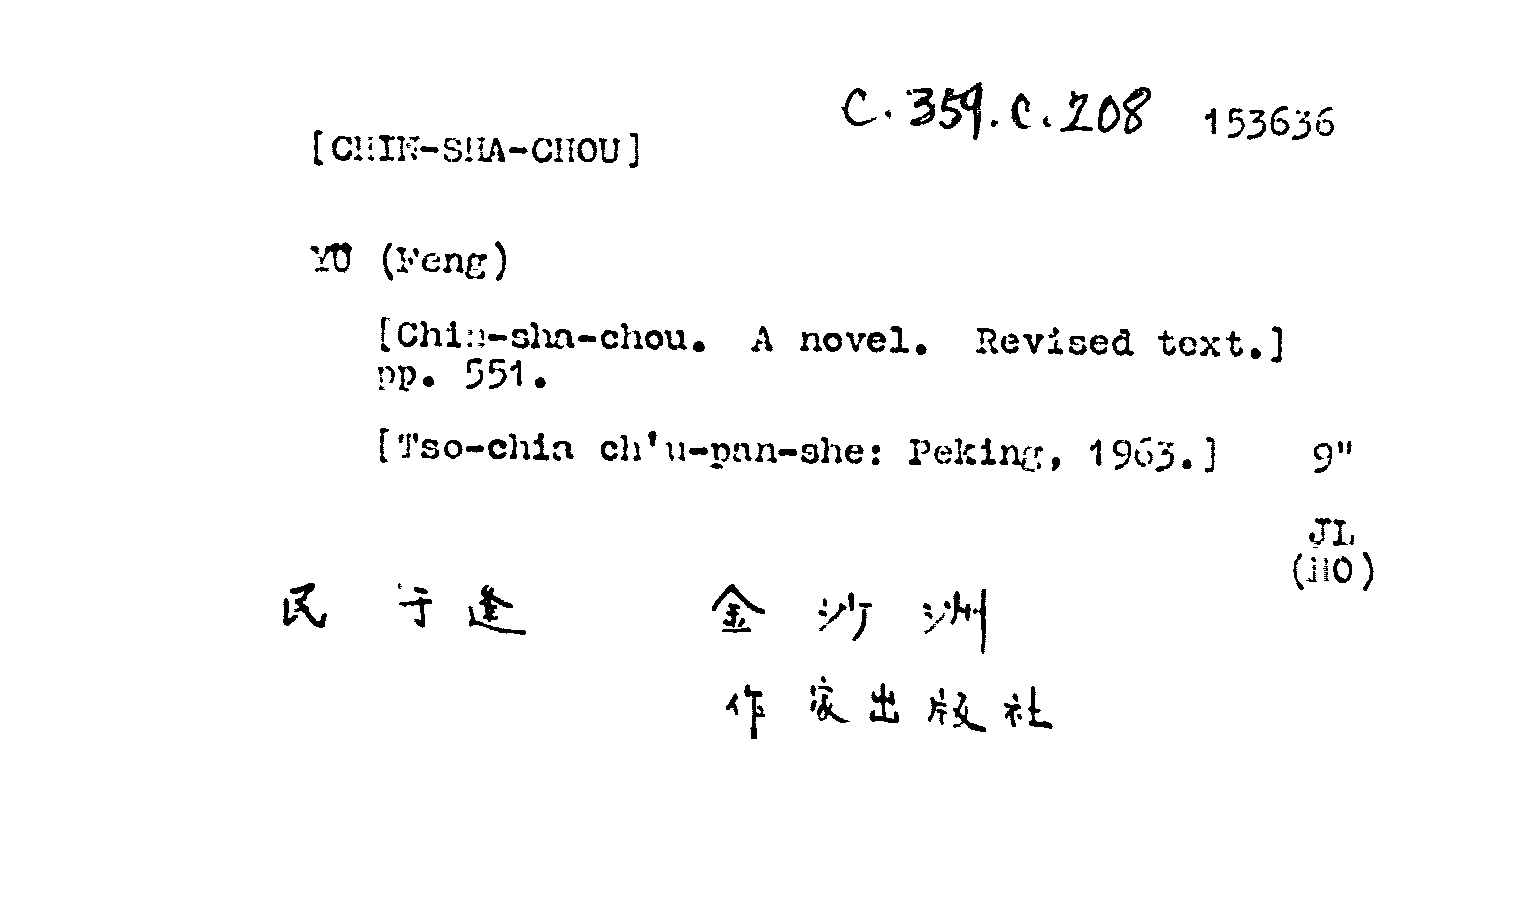 C.359.c.208 153636
[CHIN-SHA-CHOU]
YÜ (Feng)
[Chin-sha-chou. A novel. Revised text.]
pp. 551.
[Tso-chia ch'u-pan-she: Peking, 1963.] 9"
JL
(HO)
民 于逢 金沙洲
作家出版社